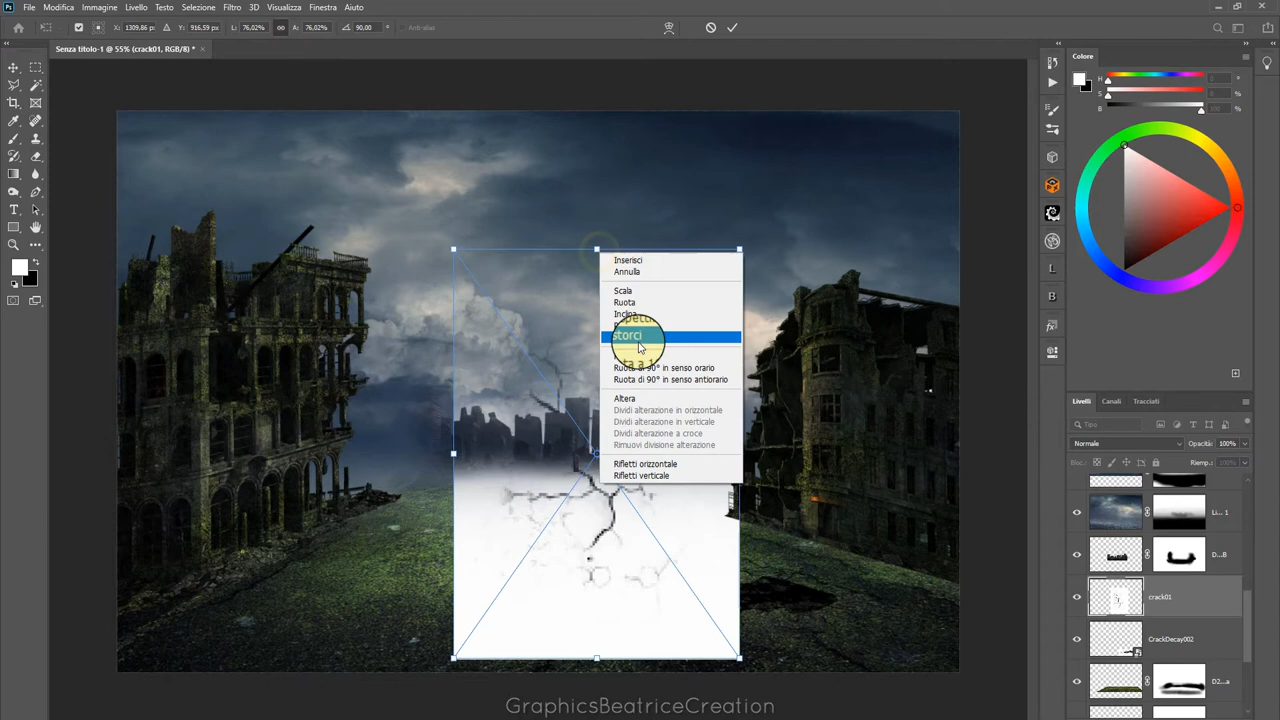 File Modifica Immagine Livello Testo Selezione Filtro 3D Visualizza Finestra Aiuto
X: 1309,86 px Y: 916,59 px L: 76,02% A: 76,02% 90,00 Anti-alias
Senza titolo-1 @ 55% (crack01, RGB/8) *
Colore
H 0
S 0
B 100
Inserisci
Annulla
Scala
Ruota
Inclina
storci
Ruota di 90° in senso orario
Ruota di 90° in senso antiorario
Altera
Dividi alterazione in orizzontale
Dividi alterazione in verticale
Dividi alterazione a croce
Rimuovi divisione alterazione
Rifletti orizzontale
Rifletti verticale
Livelli Canali Tracciati
Tipo
Normale Opacità: 100%
Bloc.: Riemp.: 100%
Li... 1
D...B
crack01
CrackDecay002
D2...a
GraphicsBeatriceCreation